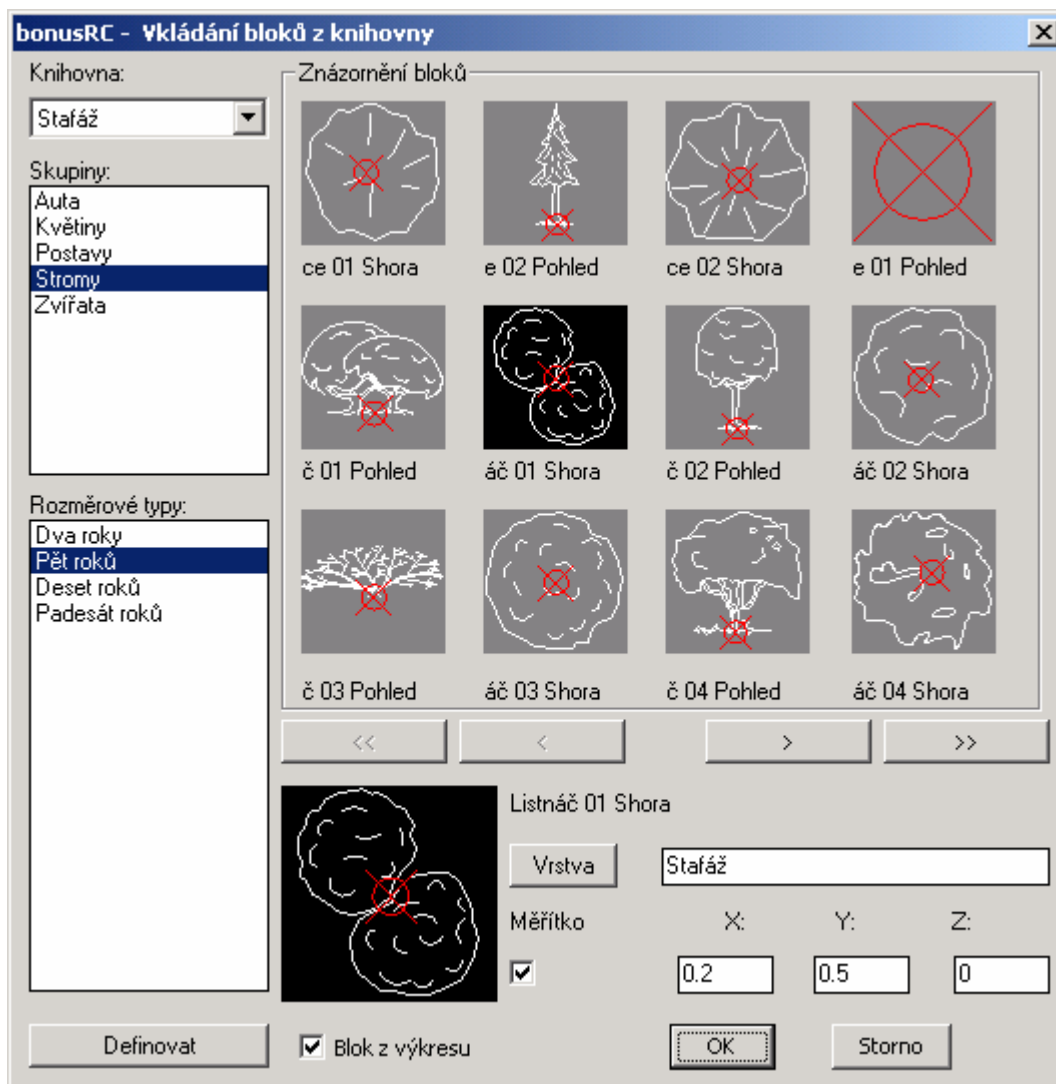 bonusRC - Vkládání bloků z knihovny
Knihovna:
Stafáž
Skupiny:
Auta
Květiny
Postavy
Stromy
Zvířata
Rozměrové typy:
Dva roky
Pět roků
Deset roků
Padesát roků
Definovat
Znázornění bloků
ce 01 Shora
e 02 Pohled
ce 02 Shora
e 01 Pohled
č 01 Pohled
áč 01 Shora
č 02 Pohled
áč 02 Shora
č 03 Pohled
áč 03 Shora
č 04 Pohled
áč 04 Shora
<< < > >>
Listnáč 01 Shora
Vrstva Stafáž
Měřítko X: Y: Z:
0.2 0.5 0
Blok z výkresu OK Storno